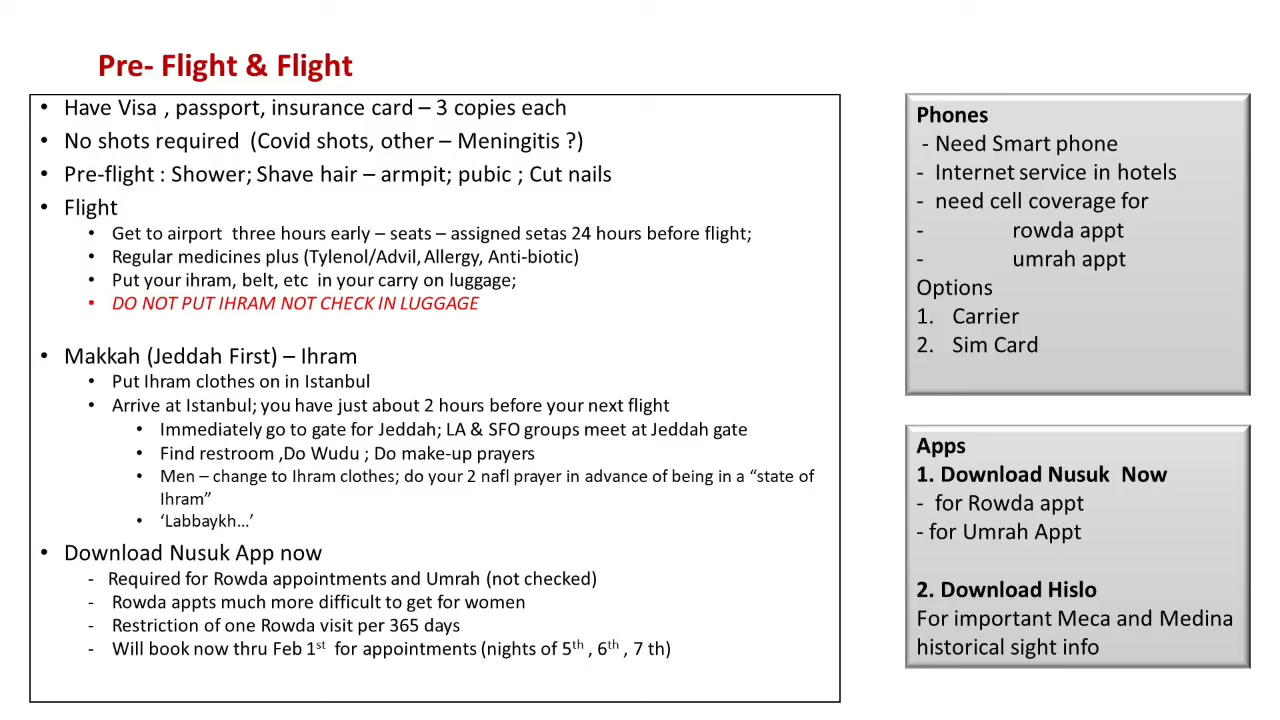 Pre- Flight & Flight
• Have Visa , passport, insurance card – 3 copies each
• No shots required (Covid shots, other – Meningitis ?)
• Pre-flight : Shower; Shave hair – armpit; pubic ; Cut nails
• Flight
• Get to airport three hours early – seats – assigned setas 24 hours before flight;
• Regular medicines plus (Tylenol/Advil, Allergy, Anti-biotic)
• Put your ihram, belt, etc in your carry on luggage;
• DO NOT PUT IHRAM NOT CHECK IN LUGGAGE
• Makkah (Jeddah First) – Ihram
• Put Ihram clothes on in Istanbul
• Arrive at Istanbul; you have just about 2 hours before your next flight
• Immediately go to gate for Jeddah; LA & SFO groups meet at Jeddah gate
• Find restroom ,Do Wudu ; Do make-up prayers
• Men – change to Ihram clothes; do your 2 nafl prayer in advance of being in a “state of
Ihram”
• ‘Labbaykh…’
• Download Nusuk App now
- Required for Rowda appointments and Umrah (not checked)
- Rowda appts much more difficult to get for women
- Restriction of one Rowda visit per 365 days
- Will book now thru Feb 1st for appointments (nights of 5th , 6th , 7 th)
Phones
- Need Smart phone
- Internet service in hotels
- need cell coverage for
- rowda appt
- umrah appt
Options
1. Carrier
2. Sim Card
Apps
1. Download Nusuk Now
- for Rowda appt
- for Umrah Appt
2. Download Hislo
For important Meca and Medina
historical sight info